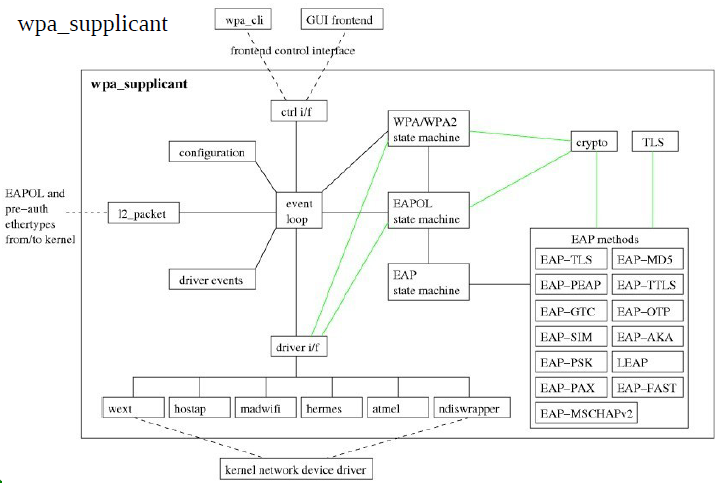 wpa_supplicant
wpa_cli
GUI frontend
frontend control interface
wpa_supplicant
ctrl i/f
WPA/WPA2
state machine
crypto
TLS
configuration
EAPOL and
pre-auth
ethertypes
from/to kernel
l2_packet
event
loop
EAPOL
state machine
driver events
EAP
state machine
EAP methods
EAP-TLS
EAP-MD5
EAP-PEAP
EAP-TTLS
EAP-GTC
EAP-OTP
EAP-SIM
EAP-AKA
EAP-PSK
LEAP
EAP-PAX
EAP-FAST
EAP-MSCHAPv2
driver i/f
wext
hostap
madwifi
hermes
atmel
ndiswrapper
kernel network device driver